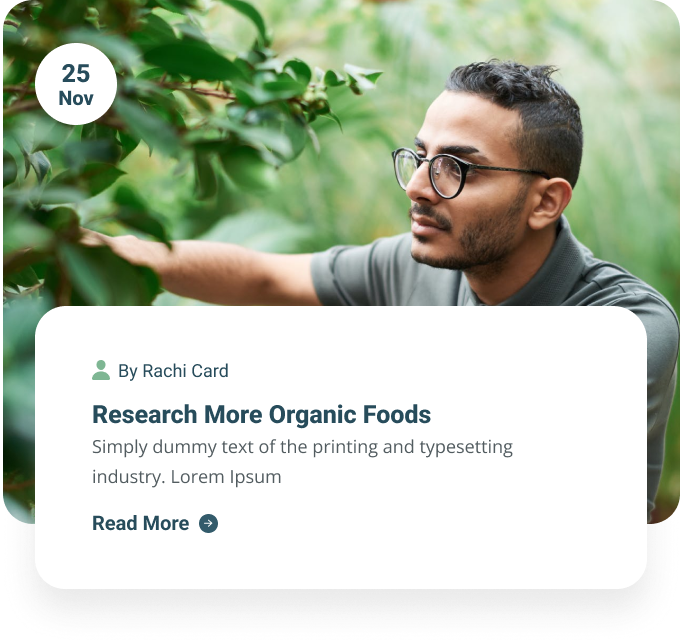 25
Nov
By Rachi Card
Research More Organic Foods
Simply dummy text of the printing and typesetting
industry. Lorem Ipsum
Read More